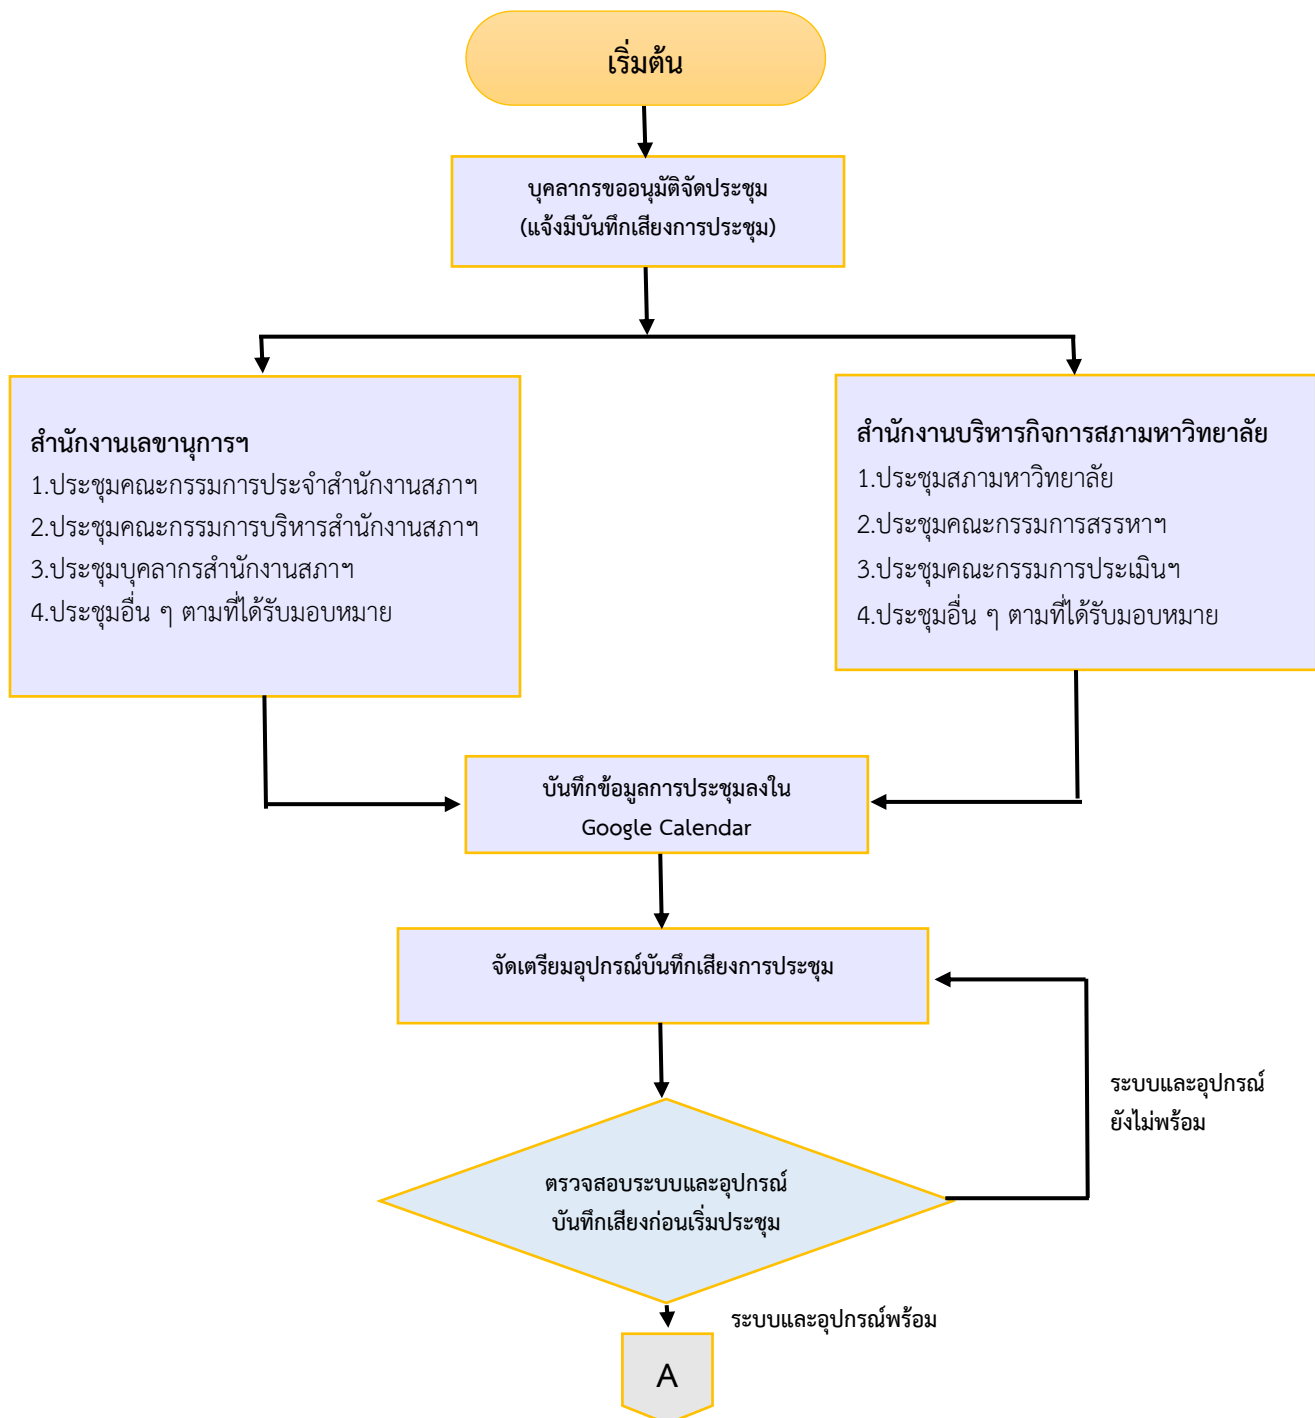 เริ่มต้น
บุคลากรขออนุมัติจัดประชุม
(แจ้งมีบันทึกเสียงการประชุม)
สำนักงานเลขานุการฯ
1.ประชุมคณะกรรมการประจำสำนักงานสภาฯ
2.ประชุมคณะกรรมการบริหารสำนักงานสภาฯ
3.ประชุมบุคลากรสำนักงานสภาฯ
4.ประชุมอื่น ๆ ตามที่ได้รับมอบหมาย
สำนักงานบริหารกิจการสภามหาวิทยาลัย
1.ประชุมสภามหาวิทยาลัย
2.ประชุมคณะกรรมการสรรหาฯ
3.ประชุมคณะกรรมการประเมินฯ
4.ประชุมอื่น ๆ ตามที่ได้รับมอบหมาย
บันทึกข้อมูลการประชุมลงใน
Google Calendar
จัดเตรียมอุปกรณ์บันทึกเสียงการประชุม
ระบบและอุปกรณ์
ยังไม่พร้อม
ตรวจสอบระบบและอุปกรณ์
บันทึกเสียงก่อนเริ่มประชุม
ระบบและอุปกรณ์พร้อม
A